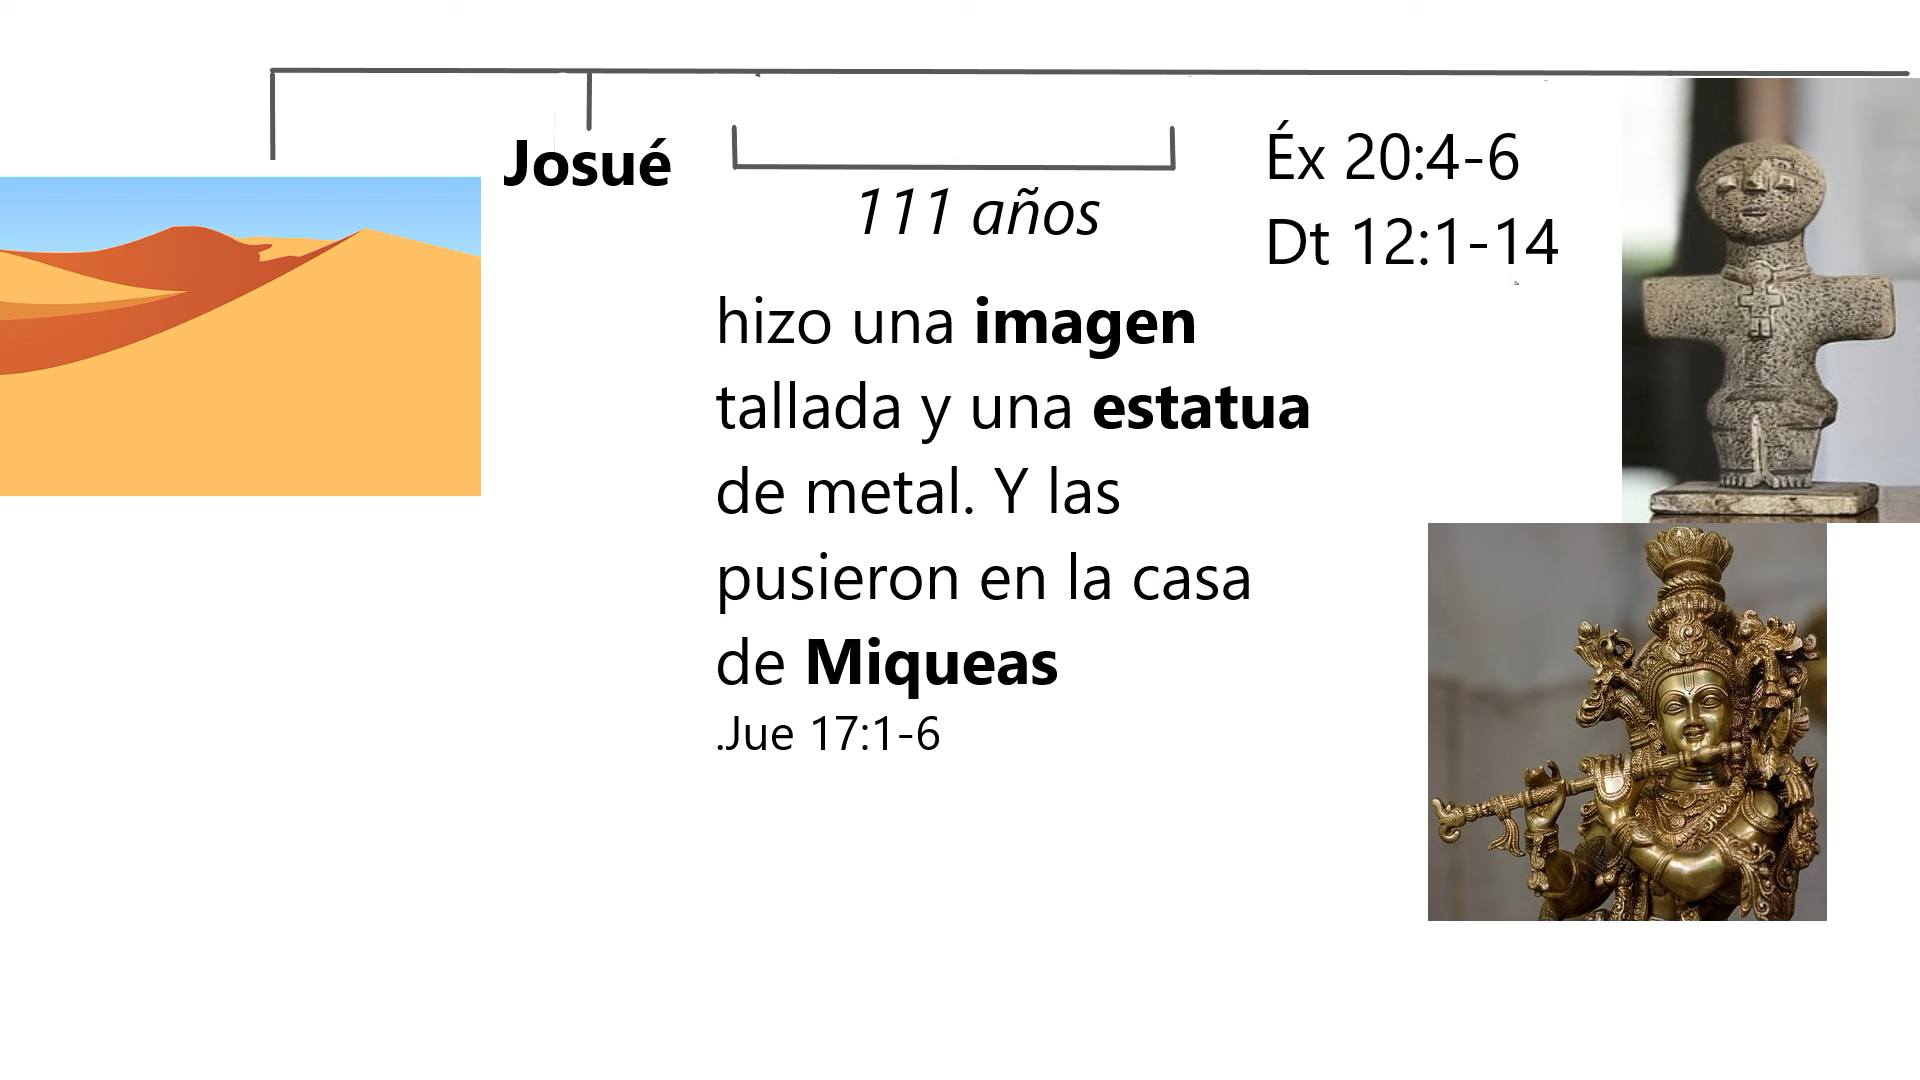 Josué
111 años
Éx 20:4-6
Dt 12:1-14
hizo una imagen
tallada y una estatua
de metal. Y las
pusieron en la casa
de Miqueas
.Jue 17:1-6